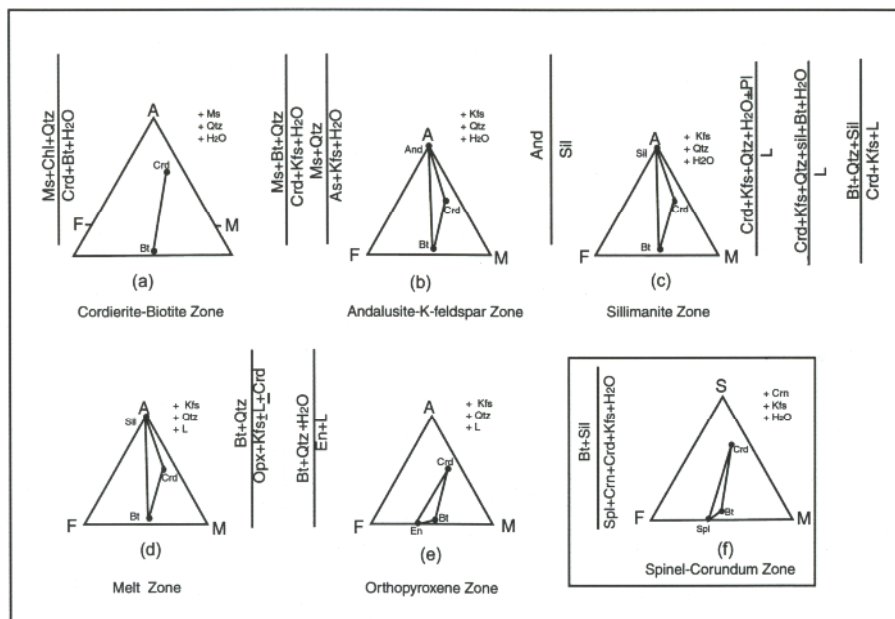 Ms+Chl+Qtz
Crd+Bt+H2O
A
+ Ms
+ Qtz
+ H2O
Crd
F
M
Bt
(a)
Cordierite-Biotite Zone
Ms+Bt+Qtz
Crd+Kfs+H2O
Ms+Qtz
As+Kfs+H2O
A
+ Kfs
+ Qtz
+ H2O
And
Crd
Bt
F
M
(b)
Andalusite-K-feldspar Zone
And
Sil
A
+ Kfs
+ Qtz
+ H2O
Sil
Crd
Bt
F
M
(c)
Sillimanite Zone
Crd+Kfs+Qtz+H2O±Pl
L
Crd+Kfs+Qtz+sil+Bt+H2O
L
Bt+Qtz+Sil
Crd+Kfs+L
A
+ Kfs
+ Qtz
+ L
Sil
Crd
Bt
F
M
(d)
Melt Zone
Bt+Qtz
Opx+Kfs±L±Crd
Bt+Qtz+H2O
En+L
A
+ Kfs
+ Qtz
+ L
Crd
Bt
F
En
M
(e)
Orthopyroxene Zone
Bt+Sil
Spl+Crn+Crd+Kfs+H2O
S
+ Crn
+ Kfs
+ H2O
Crd
Bt
F
Spl
M
(f)
Spinel-Corundum Zone